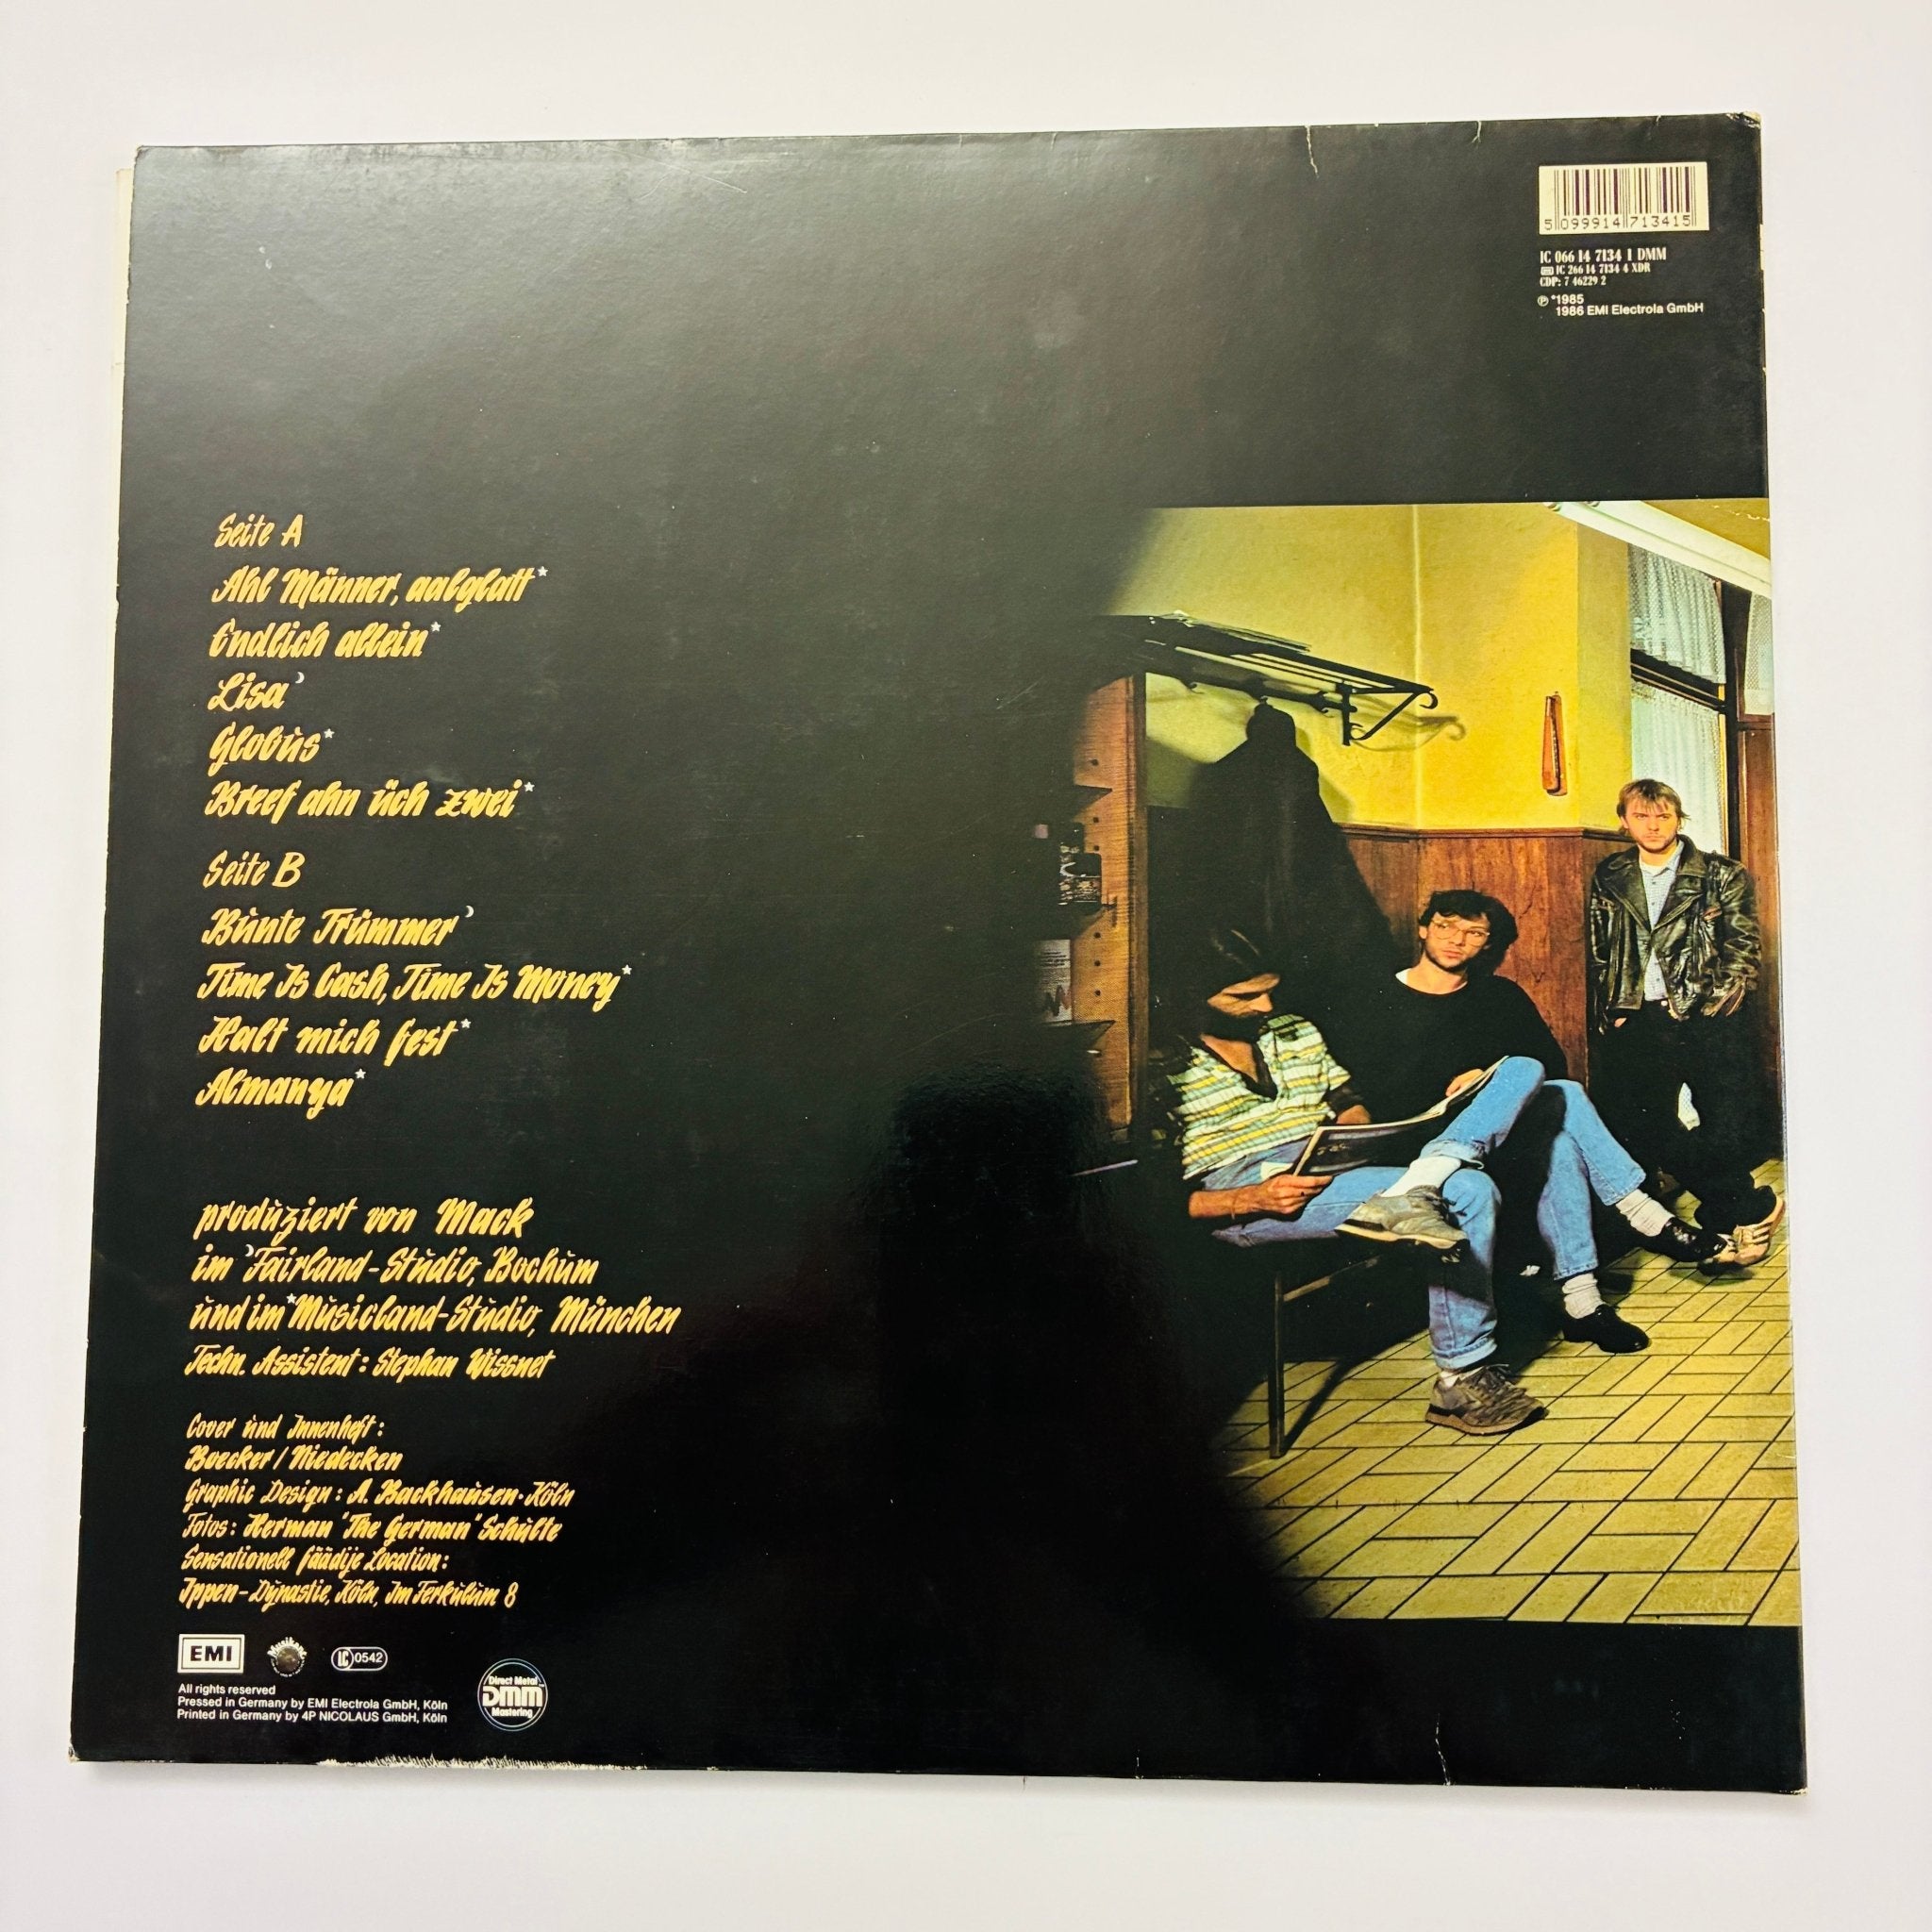 5 099914 713415
1C 066 14 7134 1 DMM
1C 266 14 7134 4 XDR
CDP: 7 46229 2
℗ *1985
1986 EMI Electrola GmbH
Seite A
Ahl Männer, aalglatt*
Endlich allein*
Lisa☽
Globus*
Breef ahn üch zwei*
Seite B
Bunte Trümmer☽
Time Is Cash, Time Is Money*
Halt mich fest*
Almanya*
produziert von Mack
im ☽Fairland-Studio, Bochum
und im *Musicland-Studio, München
Techn. Assistent: Stephan Wissnet
Cover und Innenheft:
Boecker / Niedecken
Graphic Design: A. Backhausen · Köln
Fotos: Herman "The German" Schulte
Sensationell fäädije Location:
Ippen-Dynastie, Köln, Im Ferkulum 8
EMI
Musikant
LC 0542
All rights reserved
Pressed in Germany by EMI Electrola GmbH, Köln
Printed in Germany by 4P NICOLAUS GmbH, Köln
Direct Metal
DMM
Mastering